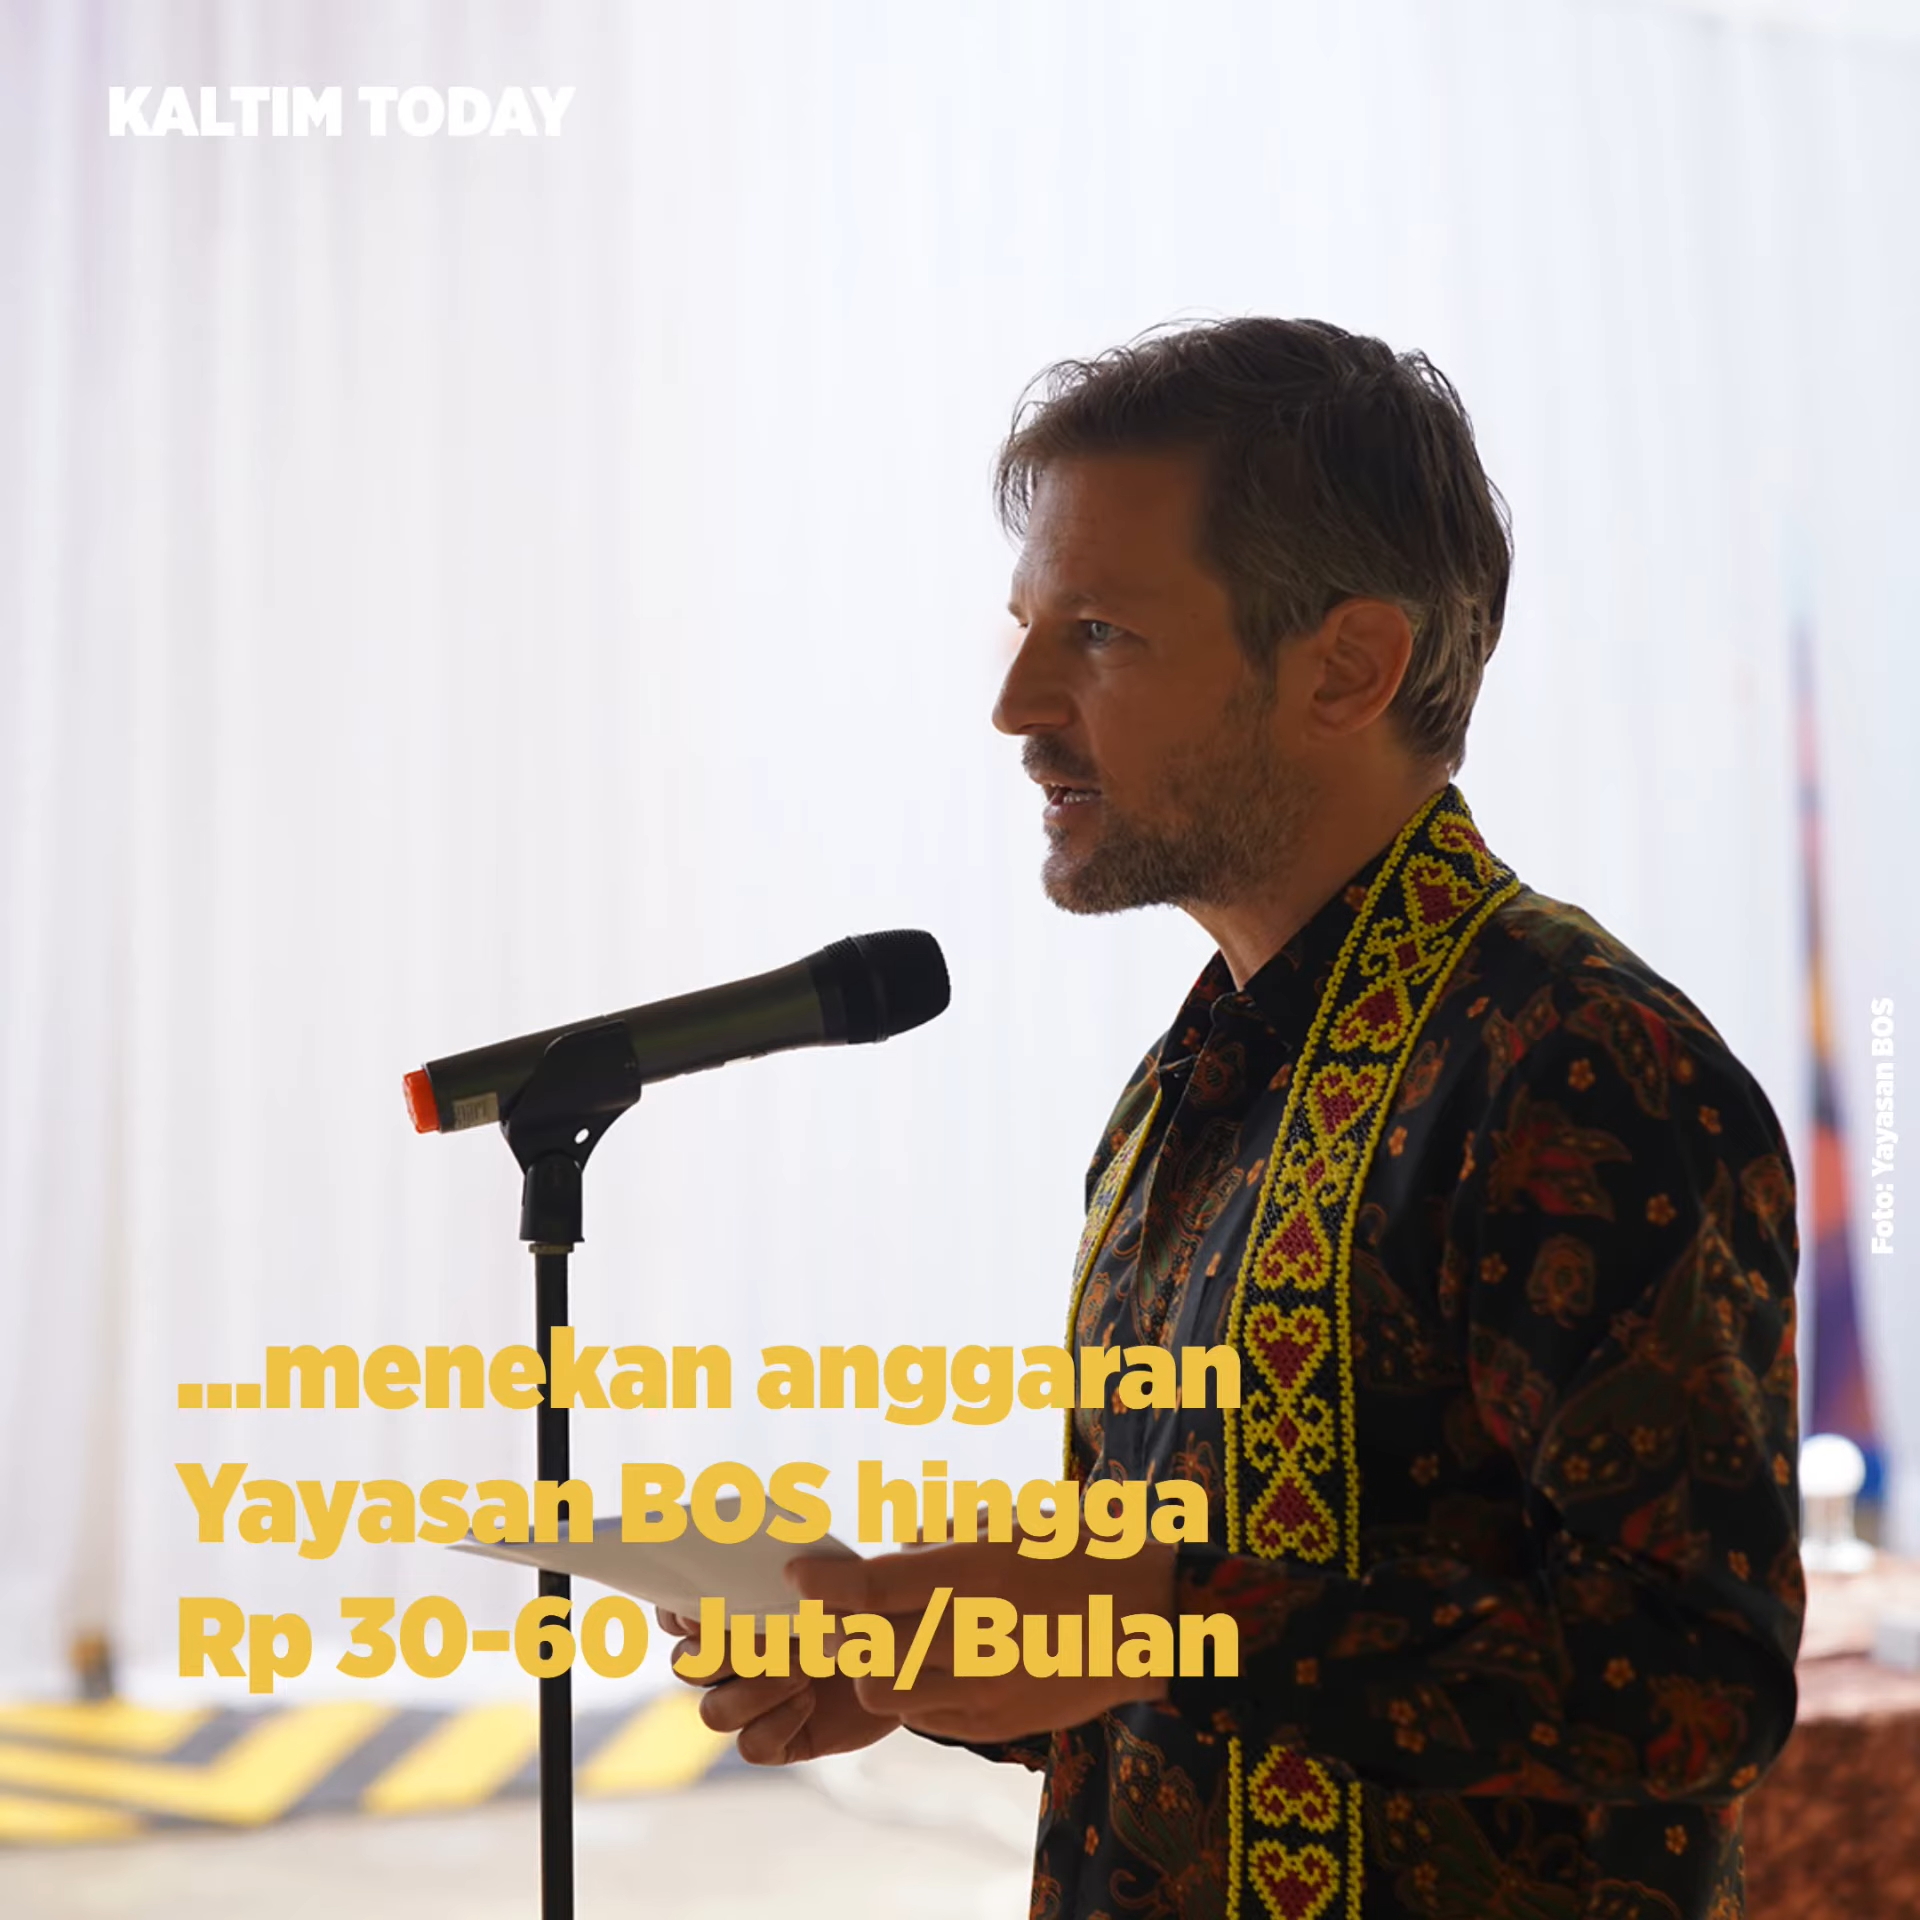 KALTIM TODAY
Foto: Yayasan BOS
...menekan anggaran
Yayasan BOS hingga
Rp 30-60 Juta/Bulan